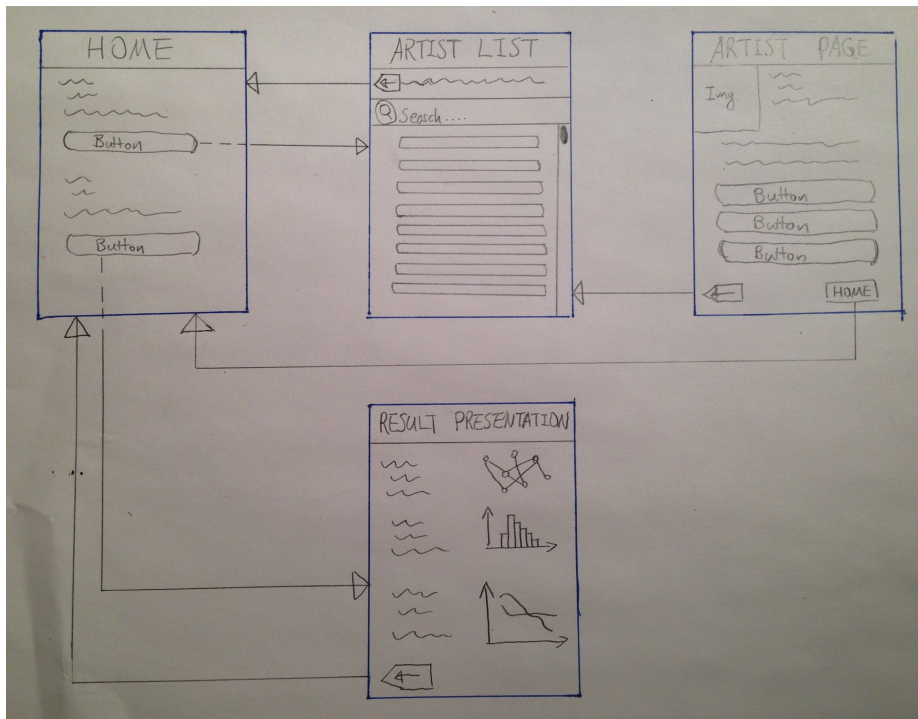 HOME
Button
Button
ARTIST LIST
Search....
ARTIST PAGE
Img
Button
Button
Button
HOME
RESULT PRESENTATION